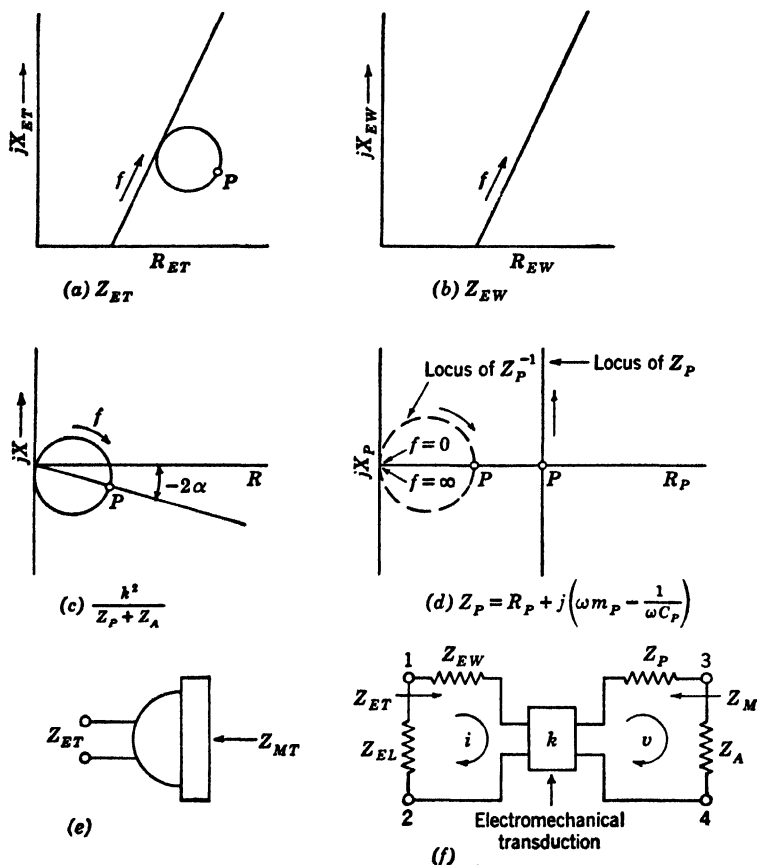 jX_ET
f
P
R_ET
(a) Z_ET
jX_EW
f
R_EW
(b) Z_EW
jX
f
R
P
-2α
(c) k²/(Z_P + Z_A)
Locus of Z_P⁻¹
Locus of Z_P
jX_P
f=0
f=∞
P
P
R_P
(d) Z_P = R_P + j(ωm_P − 1/(ωC_P))
Z_ET
Z_MT
(e)
1
Z_EW
Z_P
3
Z_ET
Z_M
Z_EL
i
k
v
Z_A
2
4
Electromechanical
transduction
(f)